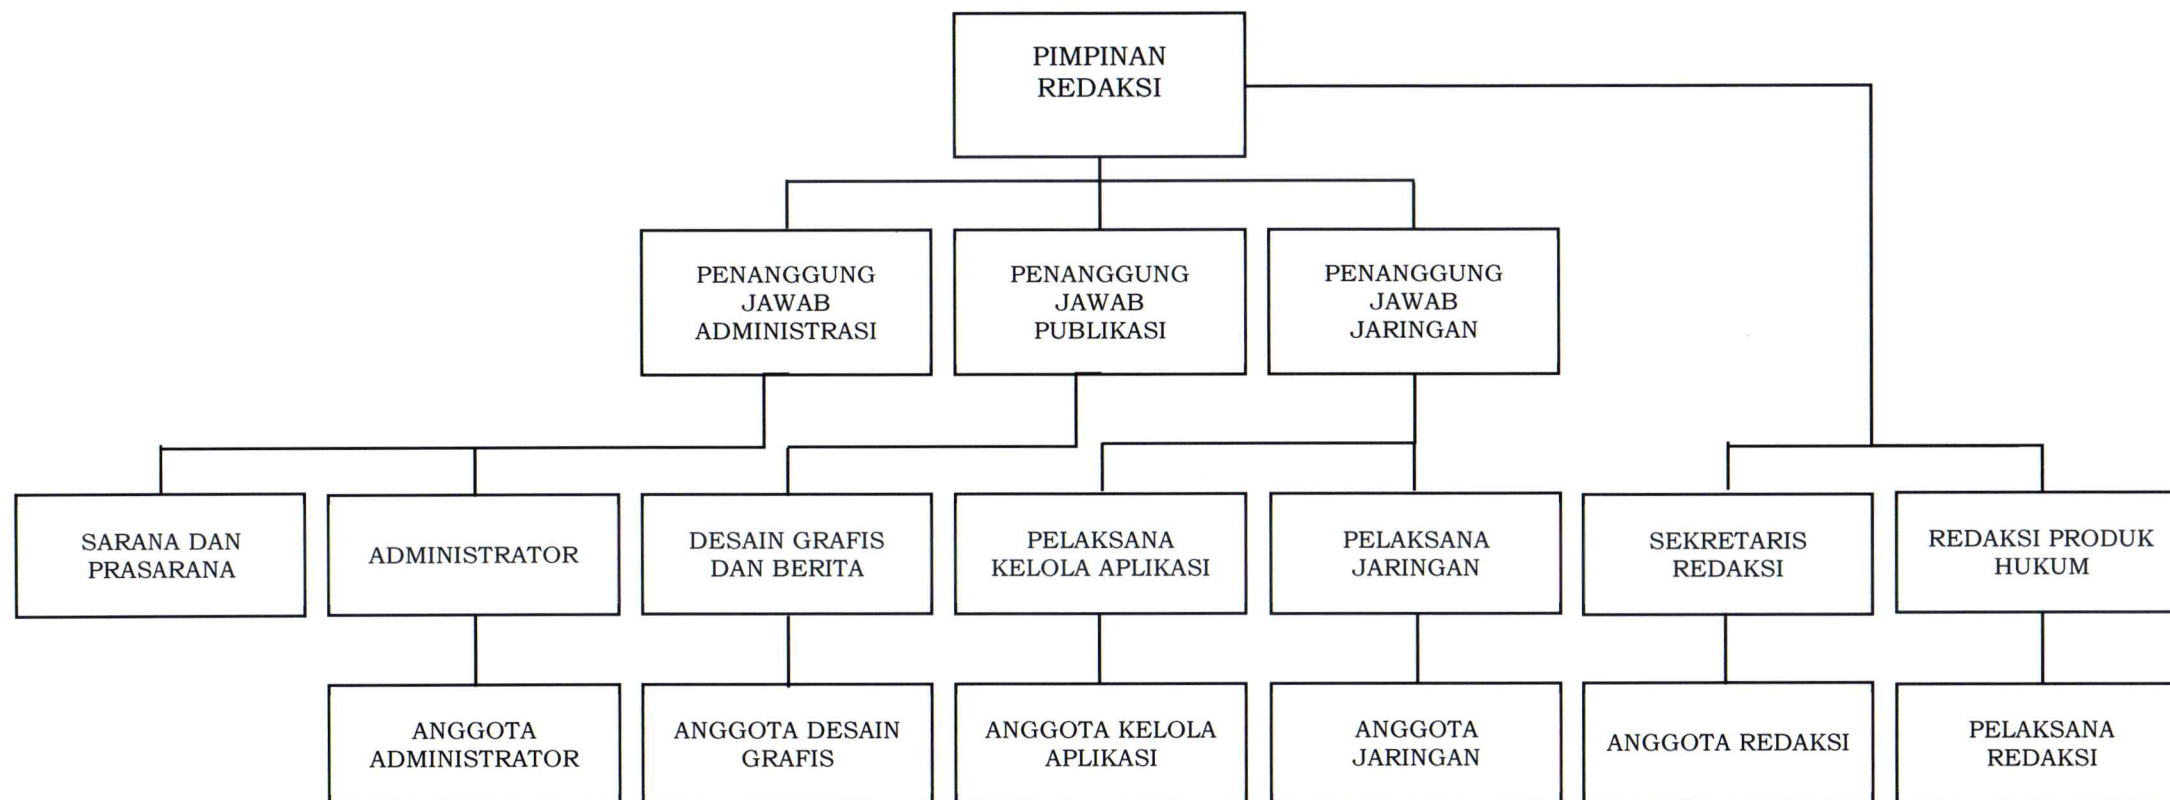 PIMPINAN
REDAKSI
PENANGGUNG
JAWAB
ADMINISTRASI
PENANGGUNG
JAWAB
PUBLIKASI
PENANGGUNG
JAWAB
JARINGAN
SARANA DAN
PRASARANA
ADMINISTRATOR
DESAIN GRAFIS
DAN BERITA
PELAKSANA
KELOLA APLIKASI
PELAKSANA
JARINGAN
SEKRETARIS
REDAKSI
REDAKSI PRODUK
HUKUM
ANGGOTA
ADMINISTRATOR
ANGGOTA DESAIN
GRAFIS
ANGGOTA KELOLA
APLIKASI
ANGGOTA
JARINGAN
ANGGOTA REDAKSI
PELAKSANA
REDAKSI